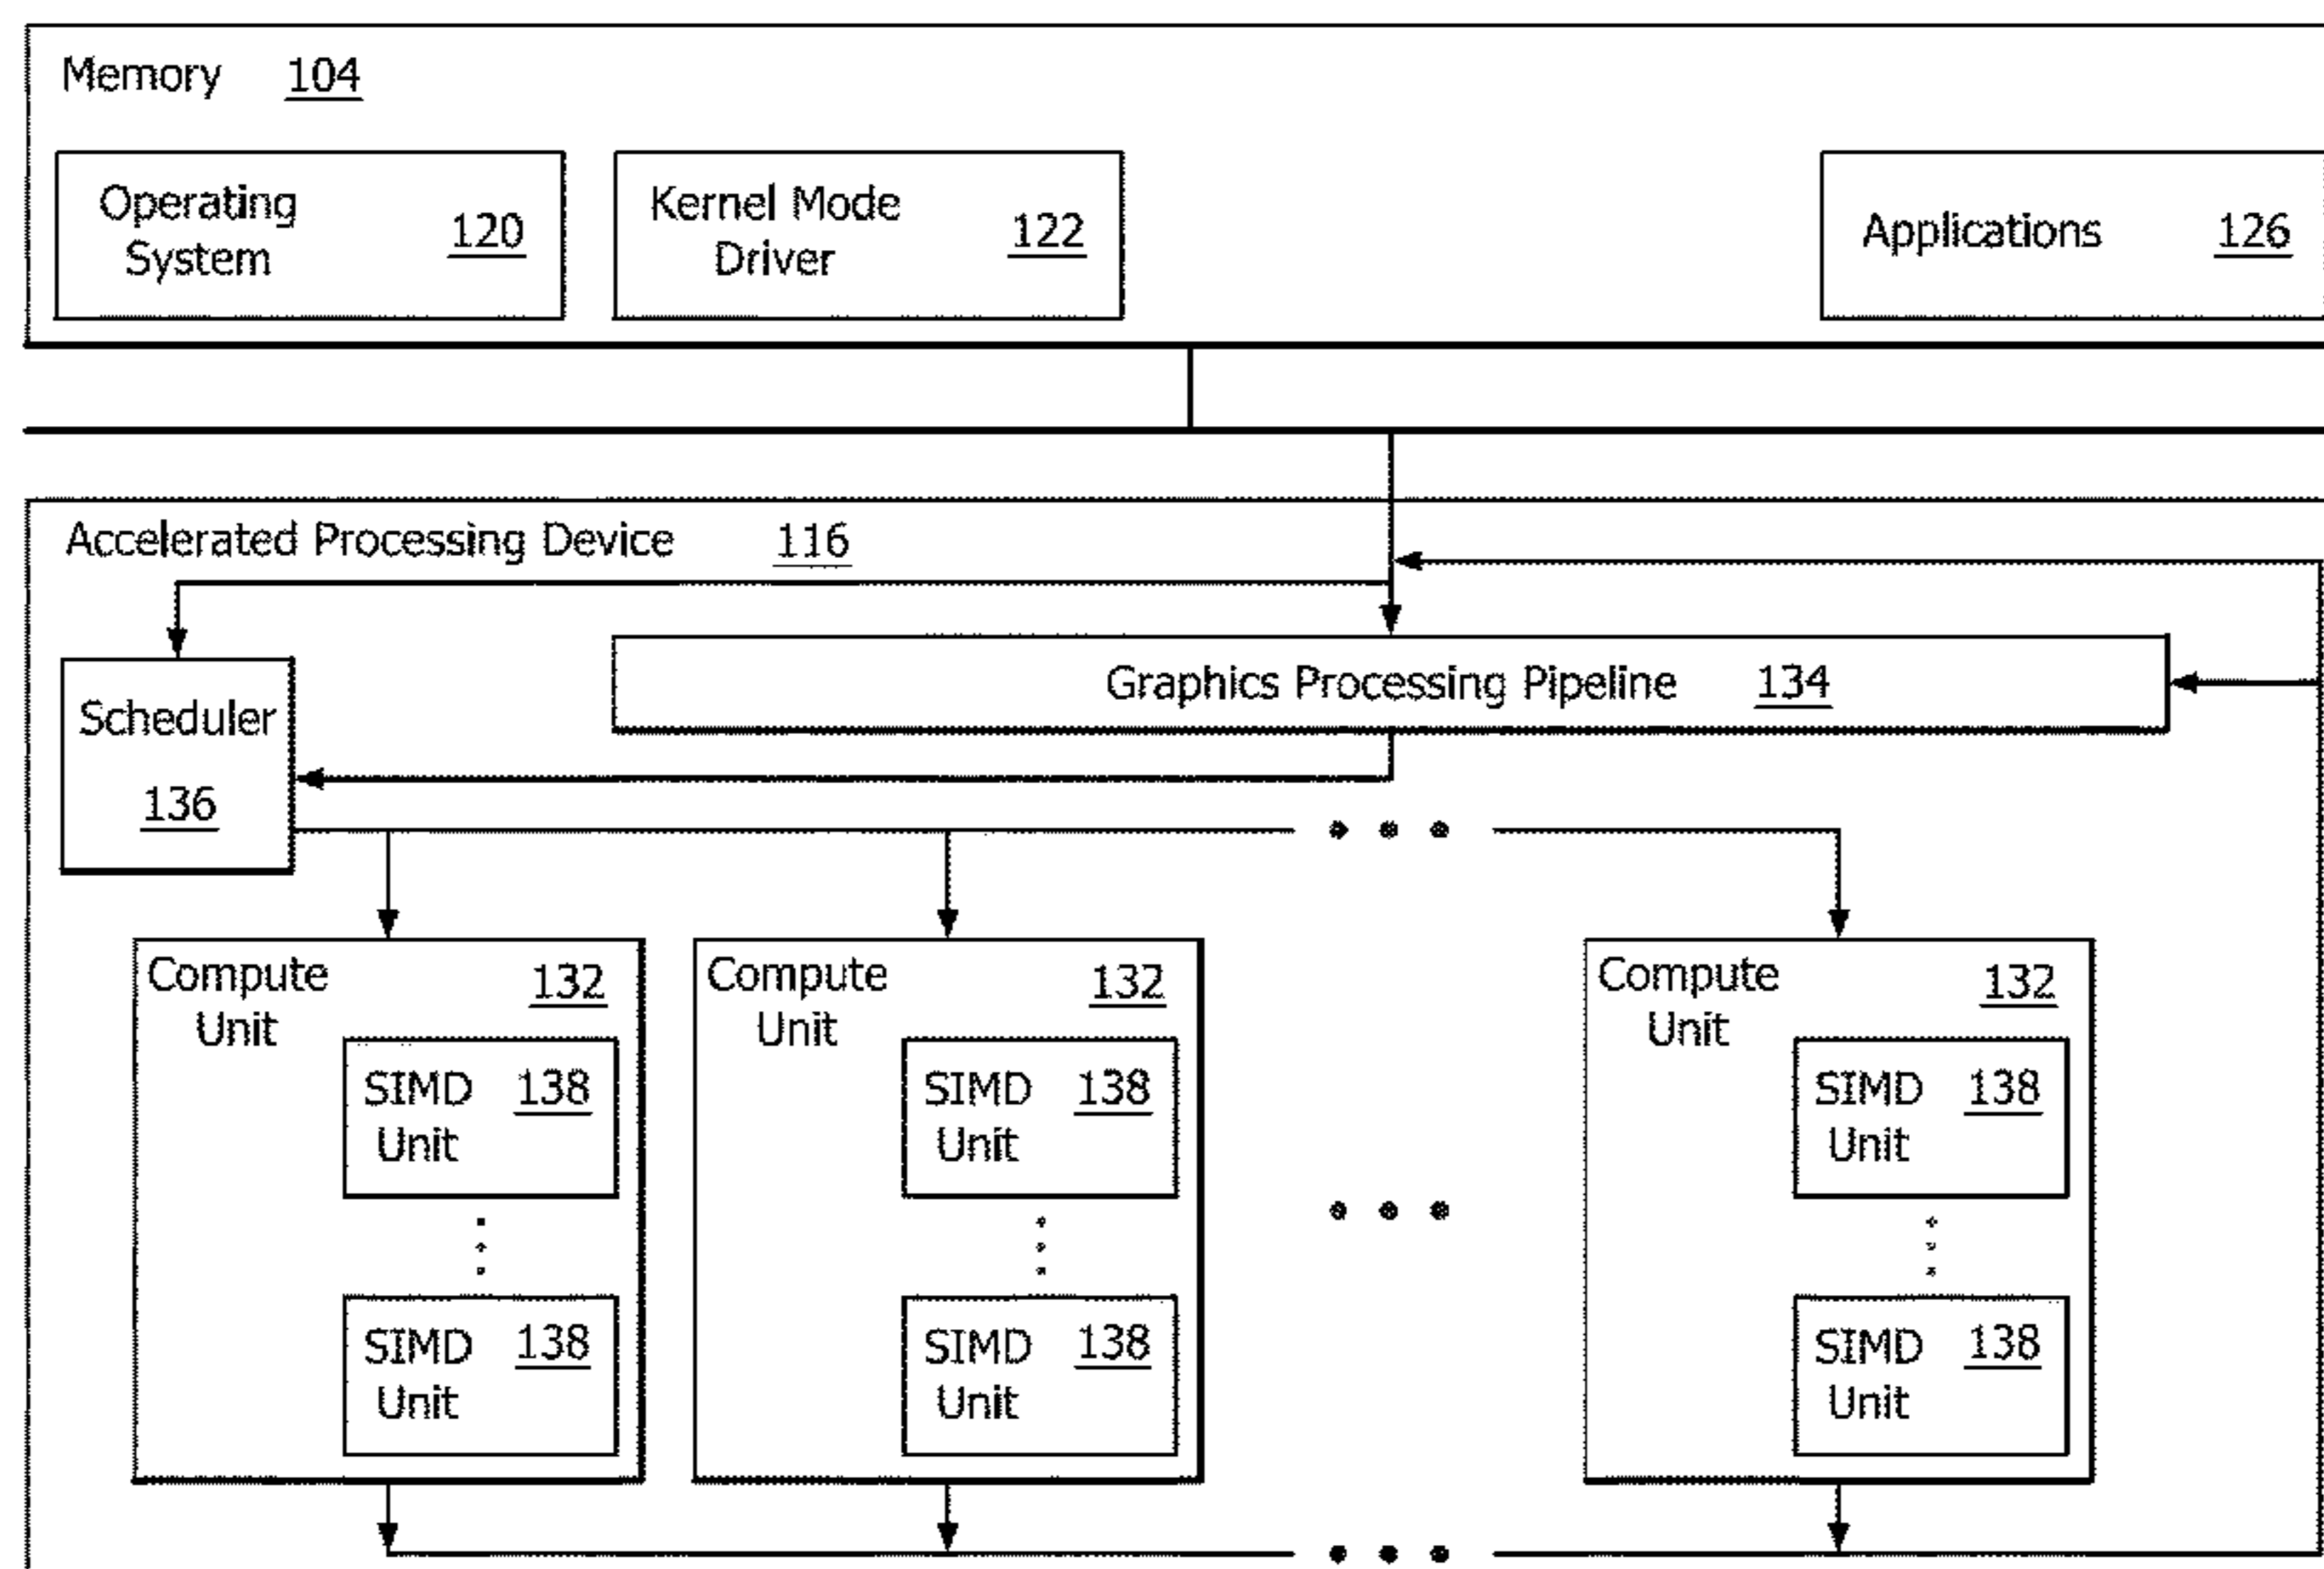 Memory 104
Operating System 120
Kernel Mode Driver 122
Applications 126
Accelerated Processing Device 116
Graphics Processing Pipeline 134
Scheduler
136
Compute Unit 132
Compute Unit 132
Compute Unit 132
SIMD Unit 138
SIMD Unit 138
SIMD Unit 138
SIMD Unit 138
SIMD Unit 138
SIMD Unit 138